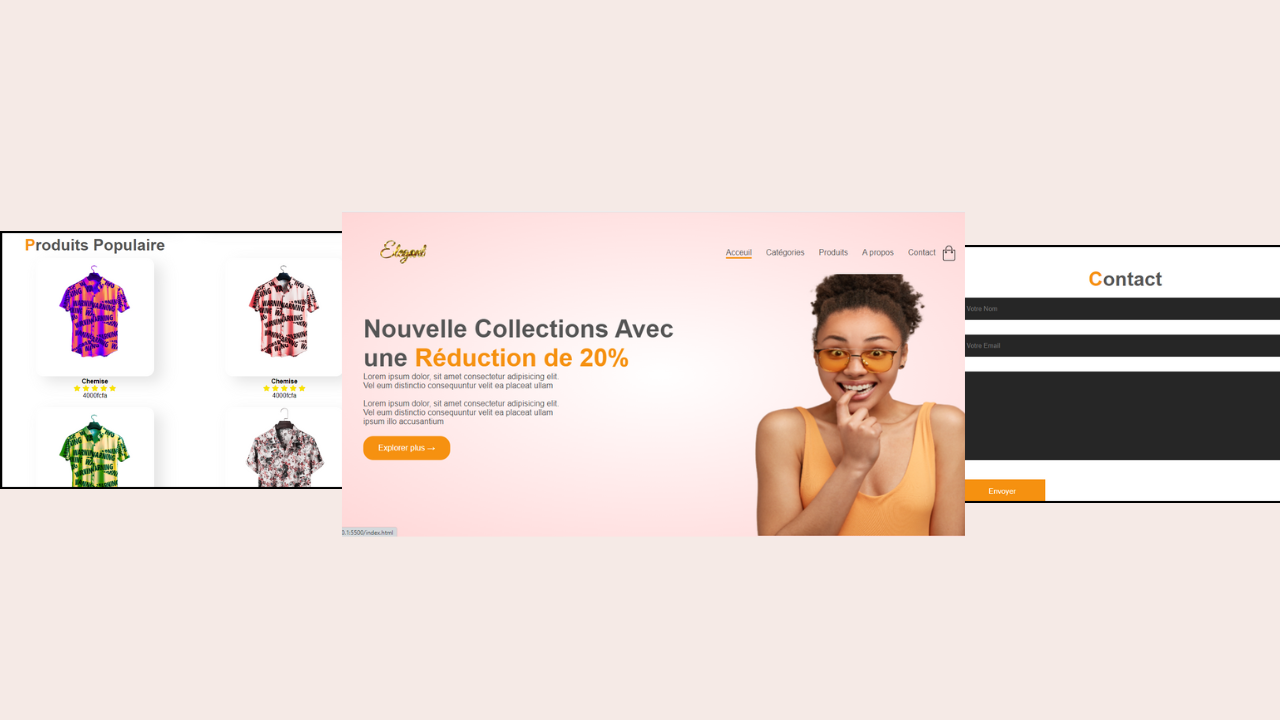 Produits Populaire
Chemise
4000fcfa
Chemise
4000fcfa
Elegant
Acceuil Catégories Produits A propos Contact
Nouvelle Collections Avec
une Réduction de 20%
Lorem ipsum dolor, sit amet consectetur adipisicing elit.
Vel eum distinctio consequuntur velit ea placeat ullam
Lorem ipsum dolor, sit amet consectetur adipisicing elit.
Vel eum distinctio consequuntur velit ea placeat ullam
ipsum illo accusantium
Explorer plus →
0.1:5500/index.html
Contact
Votre Nom
Votre Email
Envoyer